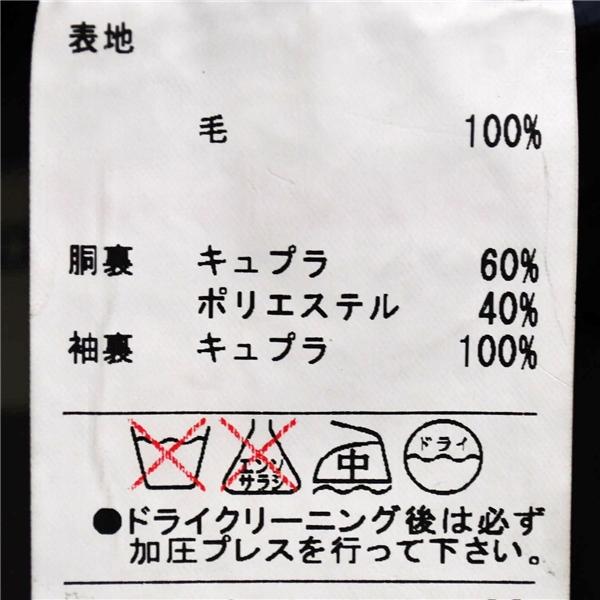 表地
毛 100%
胴裏 キュプラ 60%
ポリエステル 40%
袖裏 キュプラ 100%
エンソ
サラシ
中
ドライ
●ドライクリーニング後は必ず
加圧プレスを行って下さい。